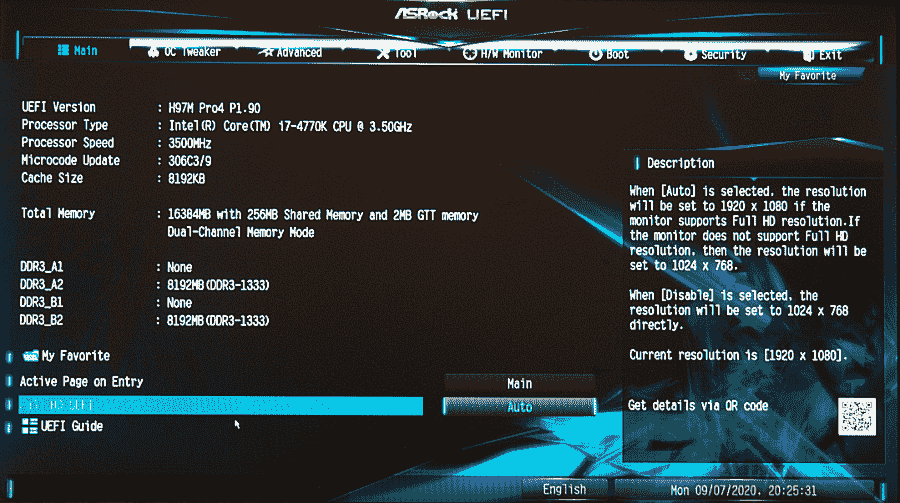 ASRock UEFI
Main
OC Tweaker
Advanced
Tool
H/W Monitor
Boot
Security
Exit
My Favorite
UEFI Version : H97M Pro4 P1.90
Processor Type : Intel(R) Core(TM) i7-4770K CPU @ 3.50GHz
Processor Speed : 3500MHz
Microcode Update : 306C3/9
Cache Size : 8192KB
Total Memory : 16384MB with 256MB Shared Memory and 2MB GTT memory
Dual-Channel Memory Mode
DDR3_A1 : None
DDR3_A2 : 8192MB(DDR3-1333)
DDR3_B1 : None
DDR3_B2 : 8192MB(DDR3-1333)
My Favorite
Active Page on Entry
Main
UEFI
Auto
UEFI Guide
Description
When [Auto] is selected, the resolution
will be set to 1920 x 1080 if the
monitor supports Full HD resolution.If
the monitor does not support Full HD
resolution, then the resolution will be
set to 1024 x 768.
When [Disable] is selected, the
resolution will be set to 1024 x 768
directly.
Current resolution is [1920 x 1080].
Get details via QR code
English
Mon 09/07/2020, 20:25:31